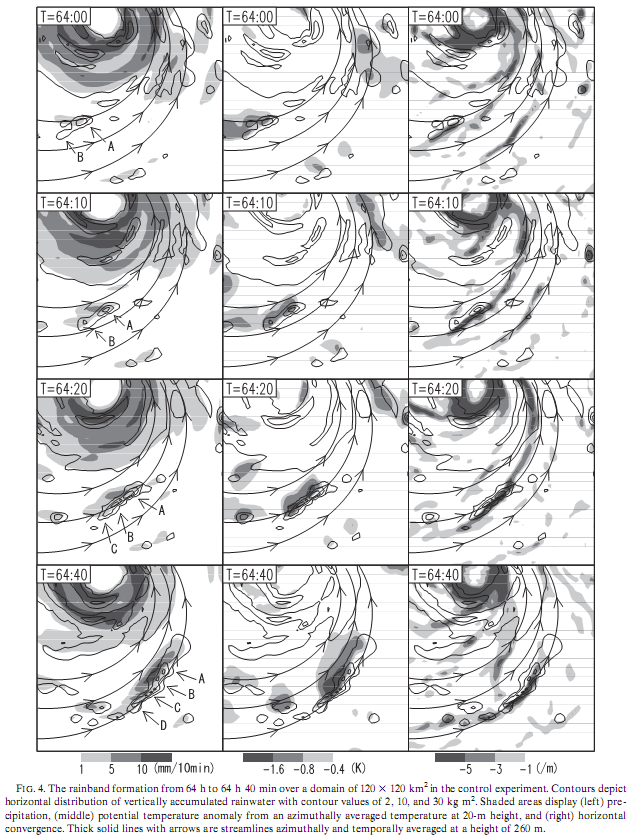 T=64:00
T=64:00
T=64:00
A
B
T=64:10
T=64:10
T=64:10
A
B
T=64:20
T=64:20
T=64:20
A
B
C
T=64:40
T=64:40
T=64:40
A
B
C
D
1 5 10 (mm/10min)
-1.6 -0.8 -0.4 (K)
-5 -3 -1 (/m)
FIG. 4. The rainband formation from 64 h to 64 h 40 min over a domain of 120 × 120 km² in the control experiment. Contours depict
horizontal distribution of vertically accumulated rainwater with contour values of 2, 10, and 30 kg m². Shaded areas display (left) pre-
cipitation, (middle) potential temperature anomaly from an azimuthally averaged temperature at 20-m height, and (right) horizontal
convergence. Thick solid lines with arrows are streamlines azimuthally and temporally averaged at a height of 260 m.